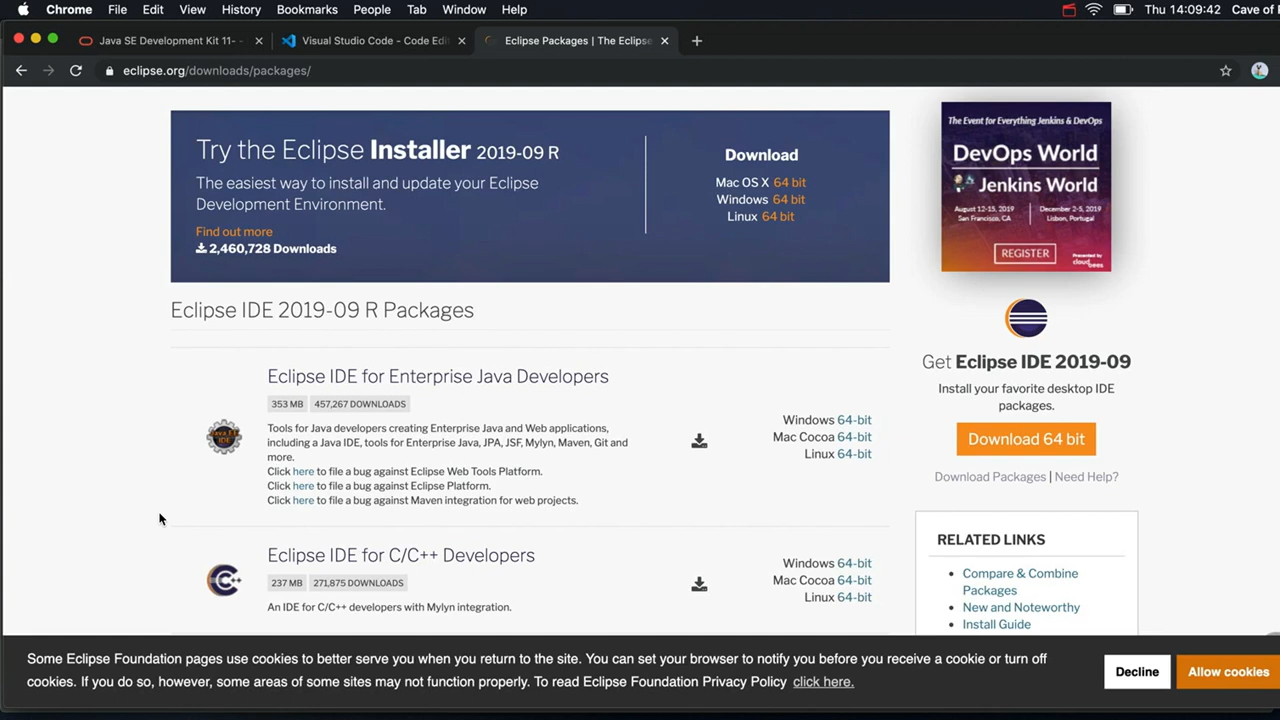 Chrome File Edit View History Bookmarks People Tab Window Help Thu 14:09:42 Cave of
Java SE Development Kit 11- Visual Studio Code - Code Edit Eclipse Packages | The Eclipse
eclipse.org/downloads/packages/
Try the Eclipse Installer 2019-09 R
The easiest way to install and update your Eclipse
Development Environment.
Find out more
2,460,728 Downloads
Download
Mac OS X 64 bit
Windows 64 bit
Linux 64 bit
The Event for Everything Jenkins & DevOps
DevOps World
Jenkins World
August 12-15, 2019
San Francisco, CA
December 2-5, 2019
Lisbon, Portugal
REGISTER
Presented by
cloudbees
Eclipse IDE 2019-09 R Packages
Eclipse IDE for Enterprise Java Developers
353 MB 457,267 DOWNLOADS
Tools for Java developers creating Enterprise Java and Web applications,
including a Java IDE, tools for Enterprise Java, JPA, JSF, Mylyn, Maven, Git and
more.
Click here to file a bug against Eclipse Web Tools Platform.
Click here to file a bug against Eclipse Platform.
Click here to file a bug against Maven integration for web projects.
Windows 64-bit
Mac Cocoa 64-bit
Linux 64-bit
Eclipse IDE for C/C++ Developers
237 MB 271,875 DOWNLOADS
An IDE for C/C++ developers with Mylyn integration.
Windows 64-bit
Mac Cocoa 64-bit
Linux 64-bit
Get Eclipse IDE 2019-09
Install your favorite desktop IDE
packages.
Download 64 bit
Download Packages | Need Help?
RELATED LINKS
Compare & Combine
Packages
New and Noteworthy
Install Guide
Some Eclipse Foundation pages use cookies to better serve you when you return to the site. You can set your browser to notify you before you receive a cookie or turn off
cookies. If you do so, however, some areas of some sites may not function properly. To read Eclipse Foundation Privacy Policy click here.
Decline
Allow cookies